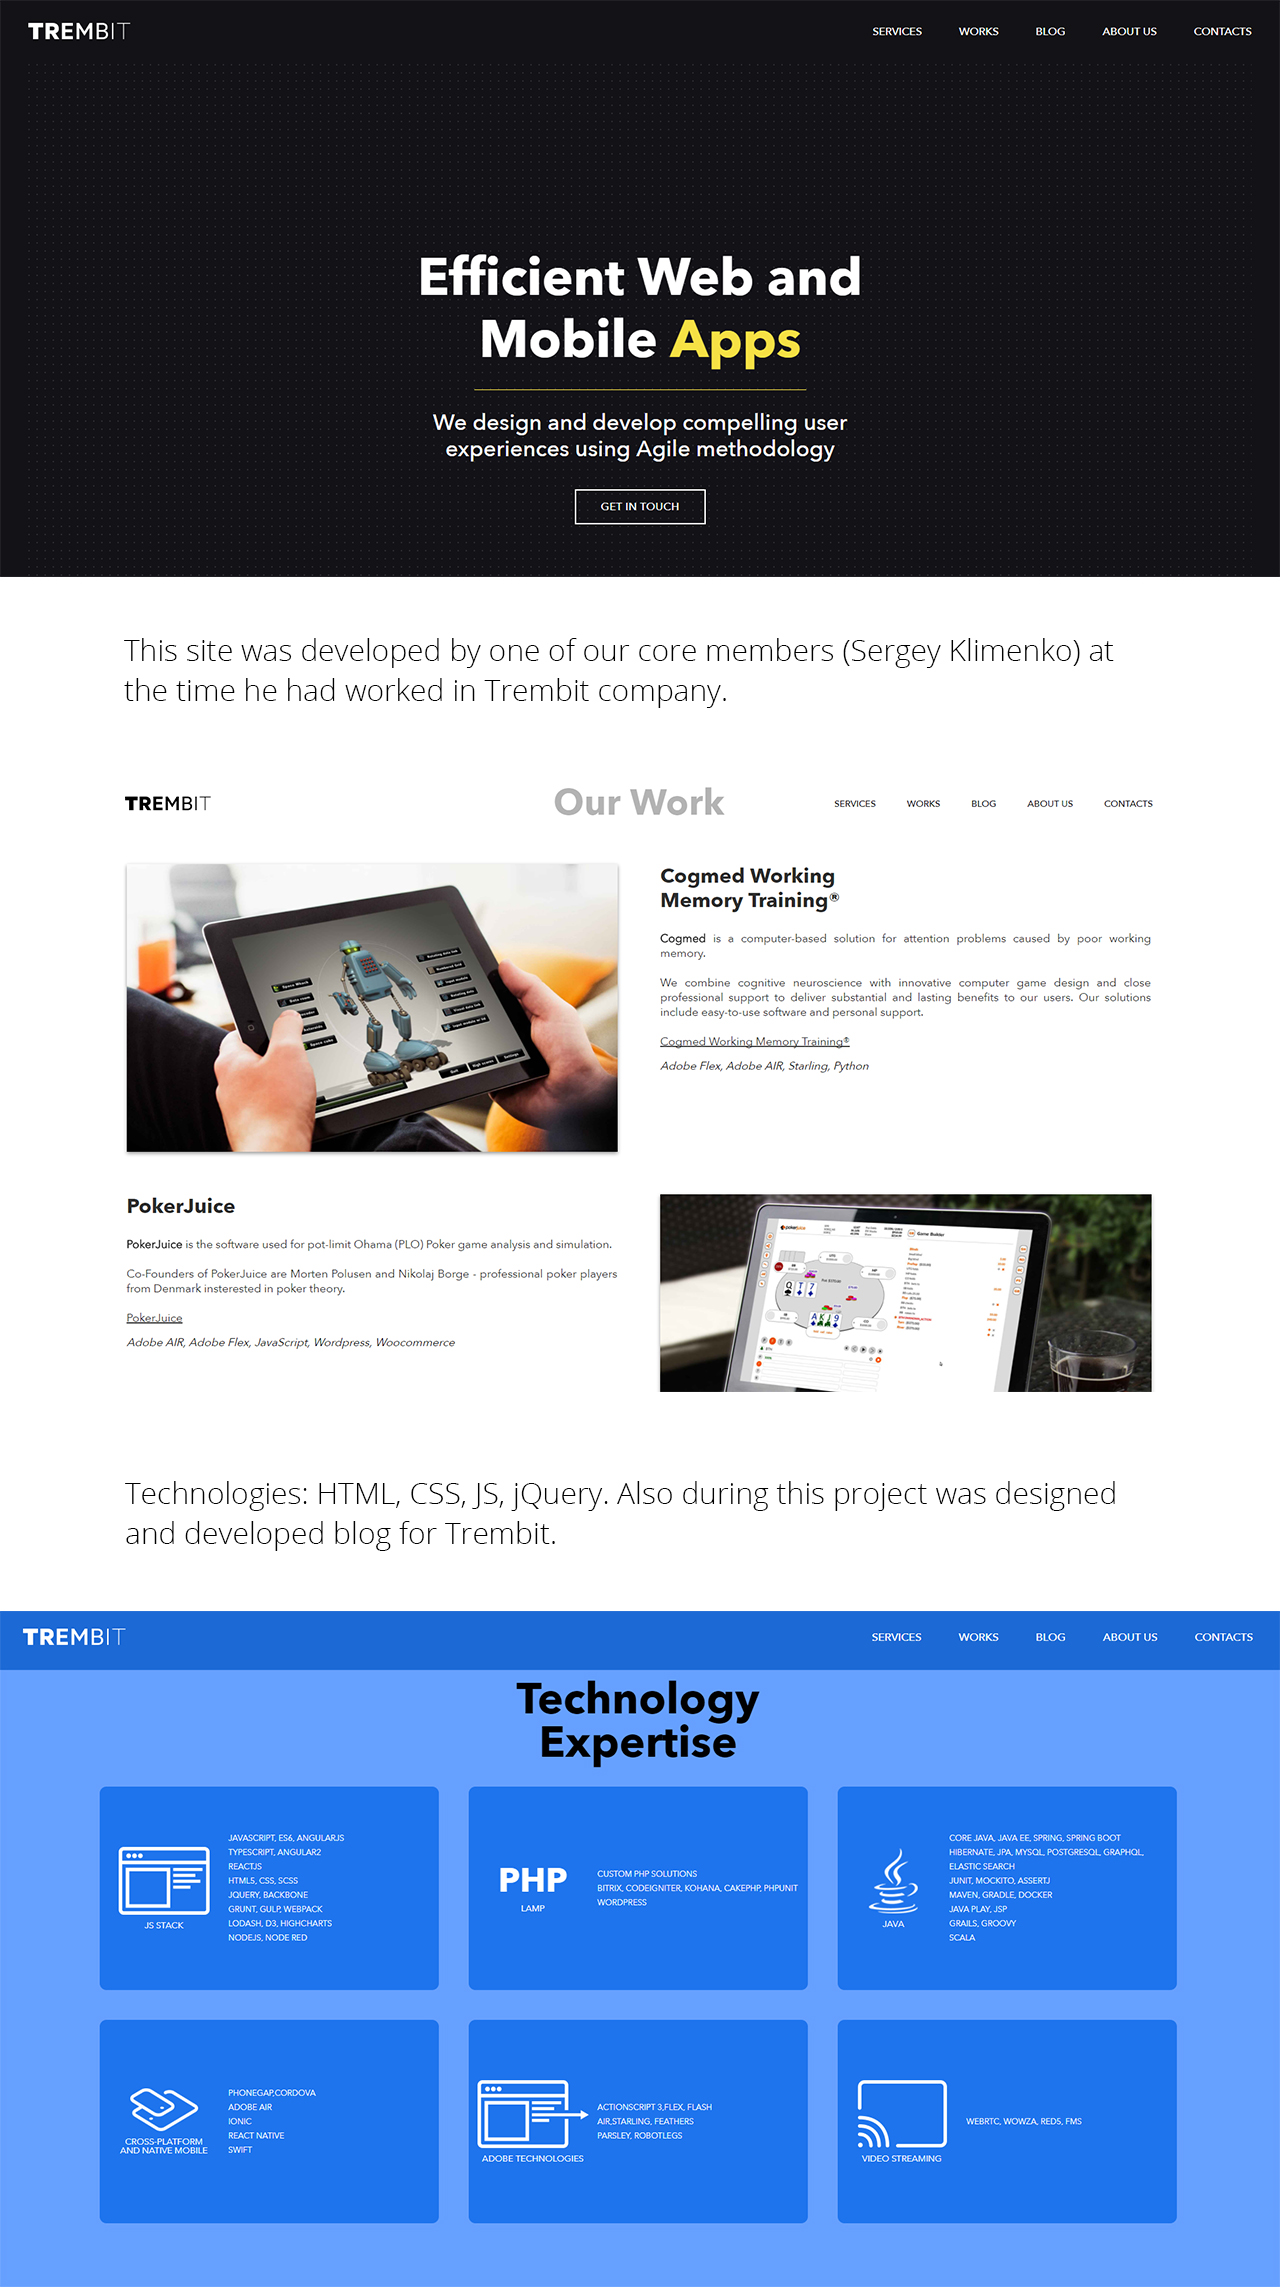 TREMBIT
SERVICES WORKS BLOG ABOUT US CONTACTS
Efficient Web and
Mobile Apps
We design and develop compelling user
experiences using Agile methodology
GET IN TOUCH
This site was developed by one of our core members (Sergey Klimenko) at
the time he had worked in Trembit company.
TREMBIT
Our Work
SERVICES WORKS BLOG ABOUT US CONTACTS
Cogmed Working
Memory Training®
Cogmed is a computer-based solution for attention problems caused by poor working
memory.
We combine cognitive neuroscience with innovative computer game design and close
professional support to deliver substantial and lasting benefits to our users. Our solutions
include easy-to-use software and personal support.
Cogmed Working Memory Training®
Adobe Flex, Adobe AIR, Starling, Python
PokerJuice
PokerJuice is the software used for pot-limit Ohama (PLO) Poker game analysis and simulation.
Co-Founders of PokerJuice are Morten Polusen and Nikolaj Borge - professional poker players
from Denmark insterested in poker theory.
PokerJuice
Adobe AIR, Adobe Flex, JavaScript, Wordpress, Woocommerce
pokerjuice
Game Builder
Technologies: HTML, CSS, JS, jQuery. Also during this project was designed
and developed blog for Trembit.
TREMBIT
SERVICES WORKS BLOG ABOUT US CONTACTS
Technology
Expertise
JS STACK
JAVASCRIPT, ES6, ANGULARJS
TYPESCRIPT, ANGULAR2
REACTJS
HTML5, CSS, SCSS
JQUERY, BACKBONE
GRUNT, GULP, WEBPACK
LODASH, D3, HIGHCHARTS
NODEJS, NODE RED
PHP
LAMP
CUSTOM PHP SOLUTIONS
BITRIX, CODEIGNITER, KOHANA, CAKEPHP, PHPUNIT
WORDPRESS
JAVA
CORE JAVA, JAVA EE, SPRING, SPRING BOOT
HIBERNATE, JPA, MYSQL, POSTGRESQL, GRAPHQL,
ELASTIC SEARCH
JUNIT, MOCKITO, ASSERTJ
MAVEN, GRADLE, DOCKER
JAVA PLAY, JSP
GRAILS, GROOVY
SCALA
CROSS-PLATFORM
AND NATIVE MOBILE
PHONEGAP,CORDOVA
ADOBE AIR
IONIC
REACT NATIVE
SWIFT
ADOBE TECHNOLOGIES
ACTIONSCRIPT 3,FLEX, FLASH
AIR,STARLING, FEATHERS
PARSLEY, ROBOTLEGS
VIDEO STREAMING
WEBRTC, WOWZA, RED5, FMS